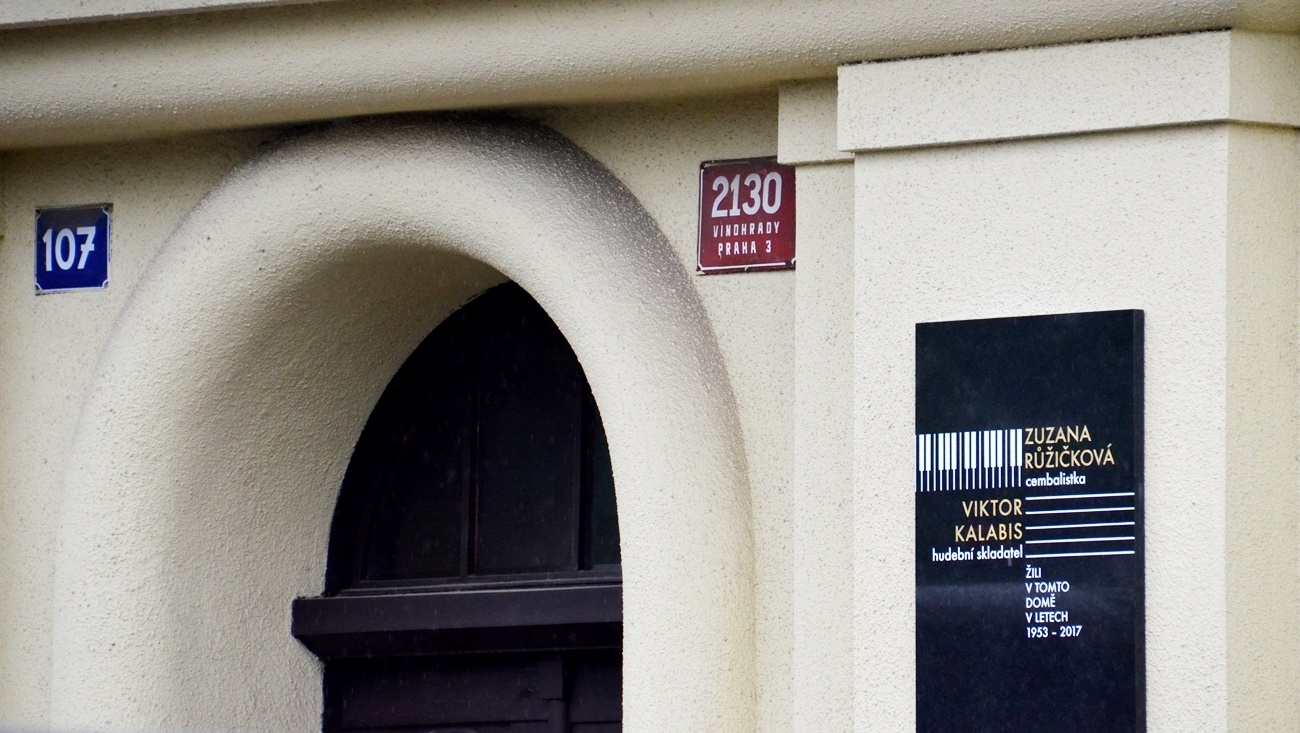 107
2130
VINOHRADY
PRAHA 3
ZUZANA
RŮŽIČKOVÁ
cembalistka
VIKTOR
KALABIS
hudební skladatel
ŽILI
V TOMTO
DOMĚ
V LETECH
1953 – 2017